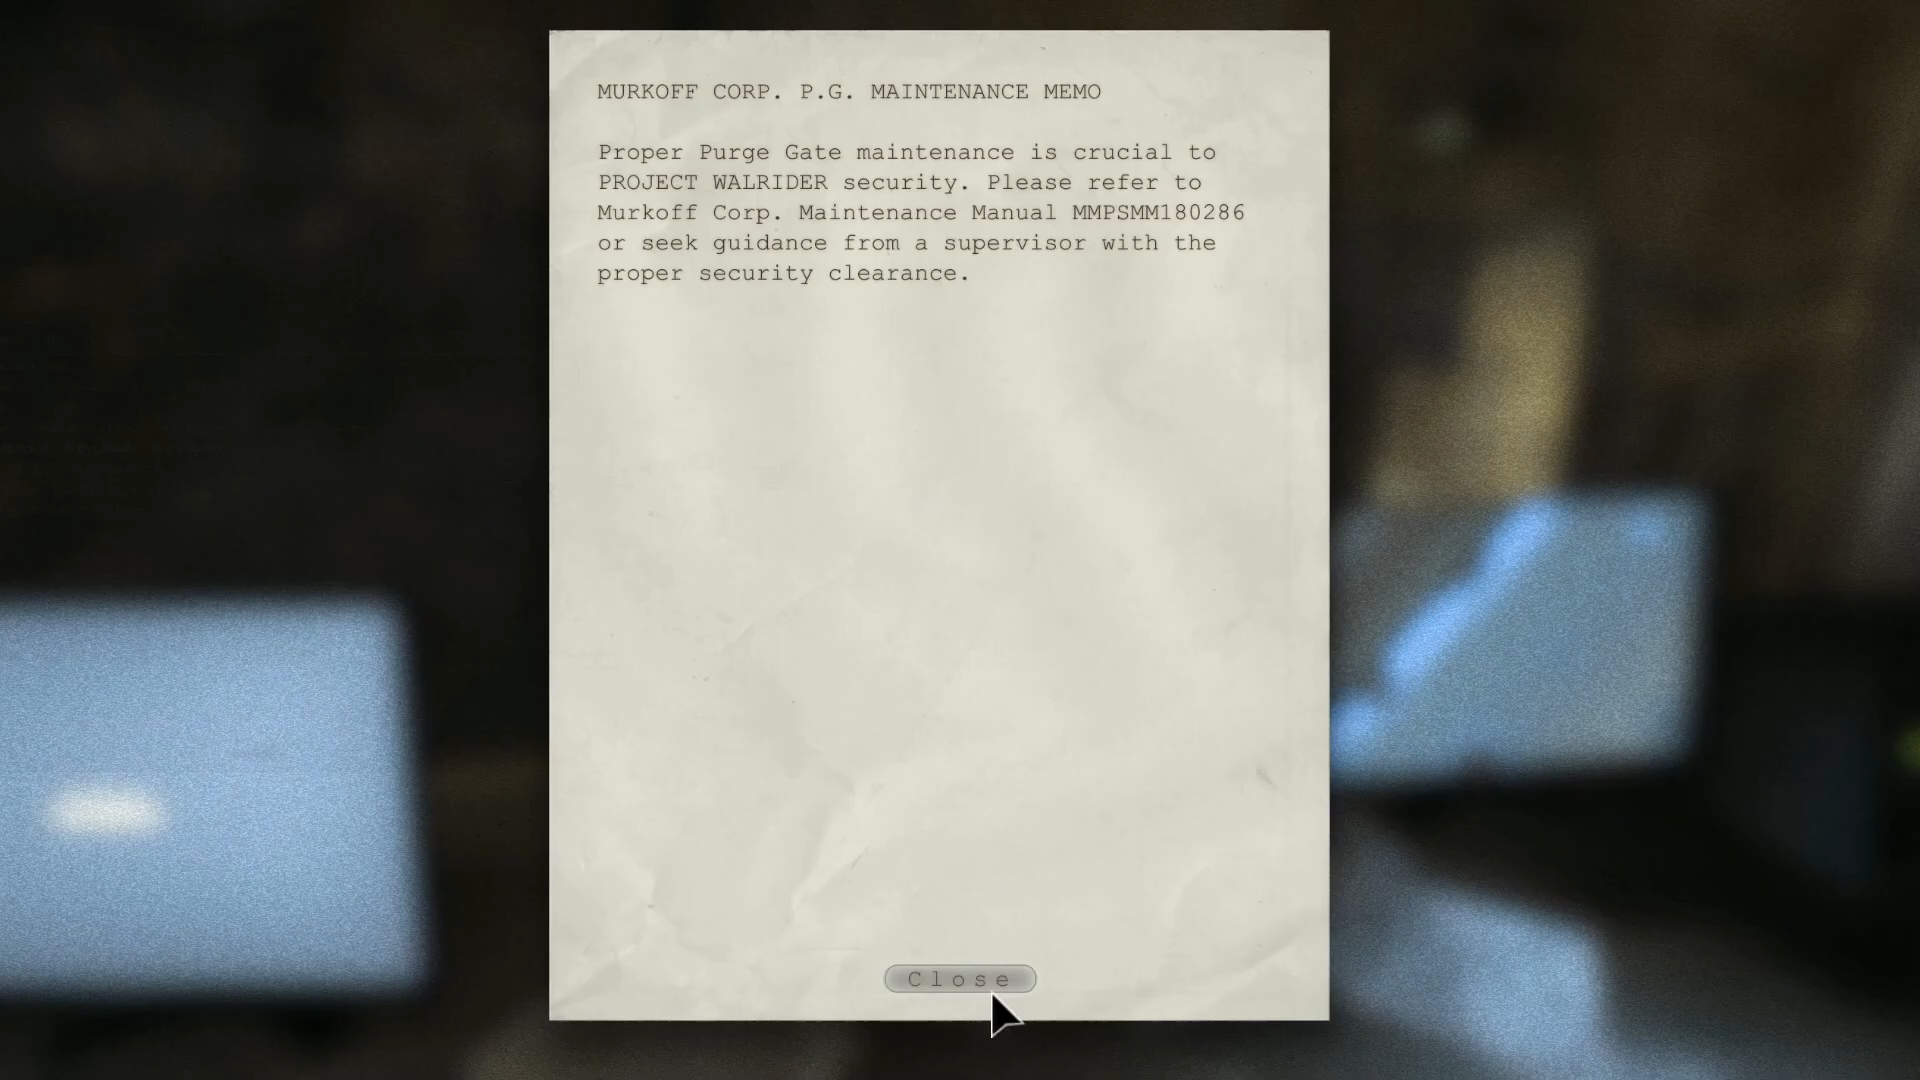 MURKOFF CORP. P.G. MAINTENANCE MEMO
Proper Purge Gate maintenance is crucial to
PROJECT WALRIDER security. Please refer to
Murkoff Corp. Maintenance Manual MMPSMM180286
or seek guidance from a supervisor with the
proper security clearance.
Close